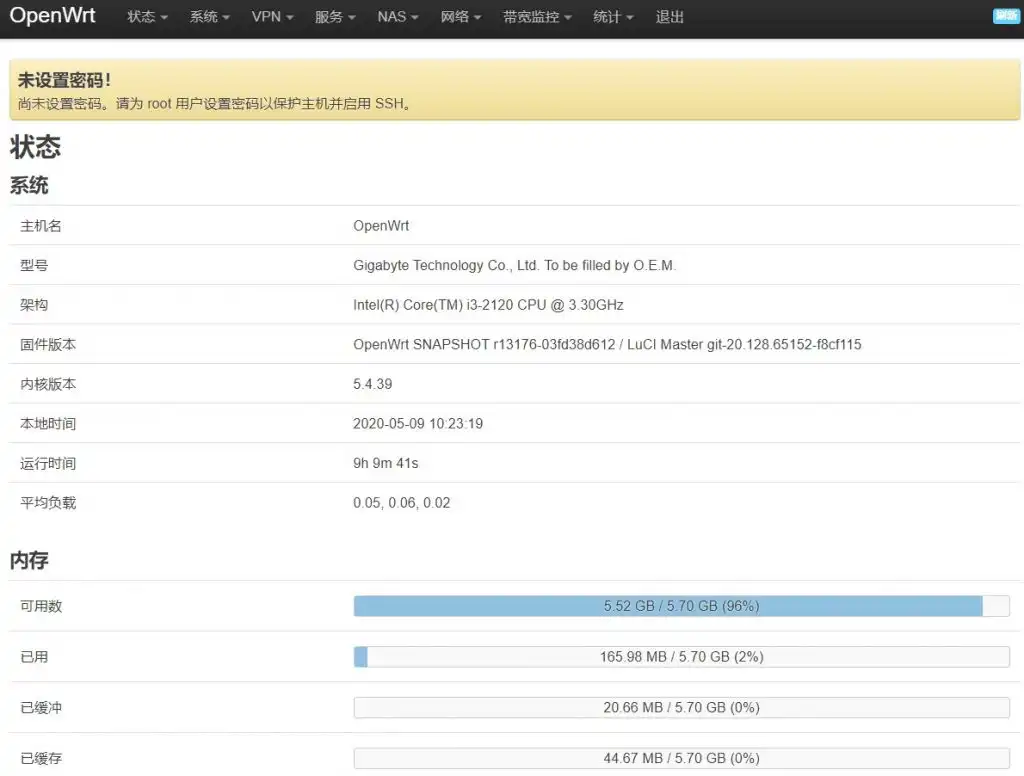 OpenWrt 状态 系统 VPN 服务 NAS 网络 带宽监控 统计 退出 刷新
未设置密码!
尚未设置密码。请为 root 用户设置密码以保护主机并启用 SSH。
状态
系统
主机名 OpenWrt
型号 Gigabyte Technology Co., Ltd. To be filled by O.E.M.
架构 Intel(R) Core(TM) i3-2120 CPU @ 3.30GHz
固件版本 OpenWrt SNAPSHOT r13176-03fd38d612 / LuCI Master git-20.128.65152-f8cf115
内核版本 5.4.39
本地时间 2020-05-09 10:23:19
运行时间 9h 9m 41s
平均负载 0.05, 0.06, 0.02
内存
可用数 5.52 GB / 5.70 GB (96%)
已用 165.98 MB / 5.70 GB (2%)
已缓冲 20.66 MB / 5.70 GB (0%)
已缓存 44.67 MB / 5.70 GB (0%)